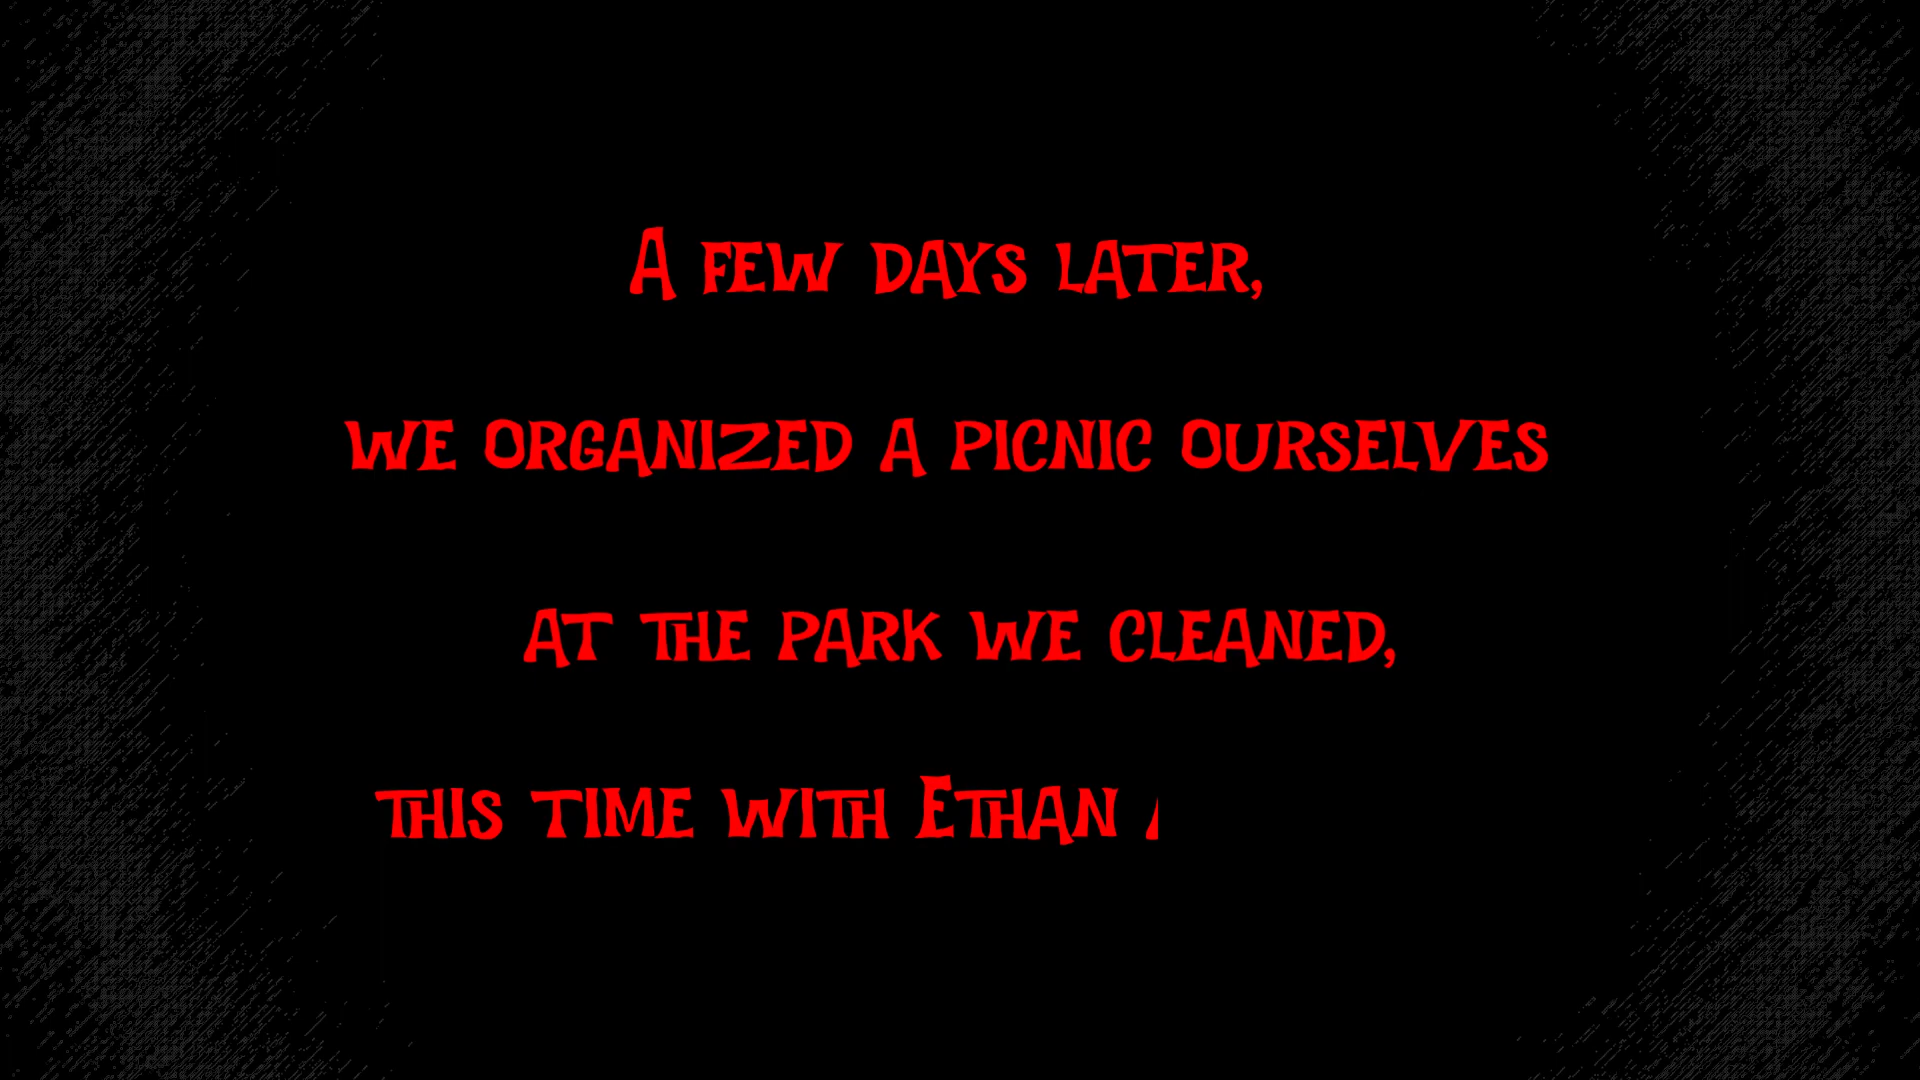 A few days later,
we organized a picnic ourselves
at the park we cleaned,
this time with Ethan